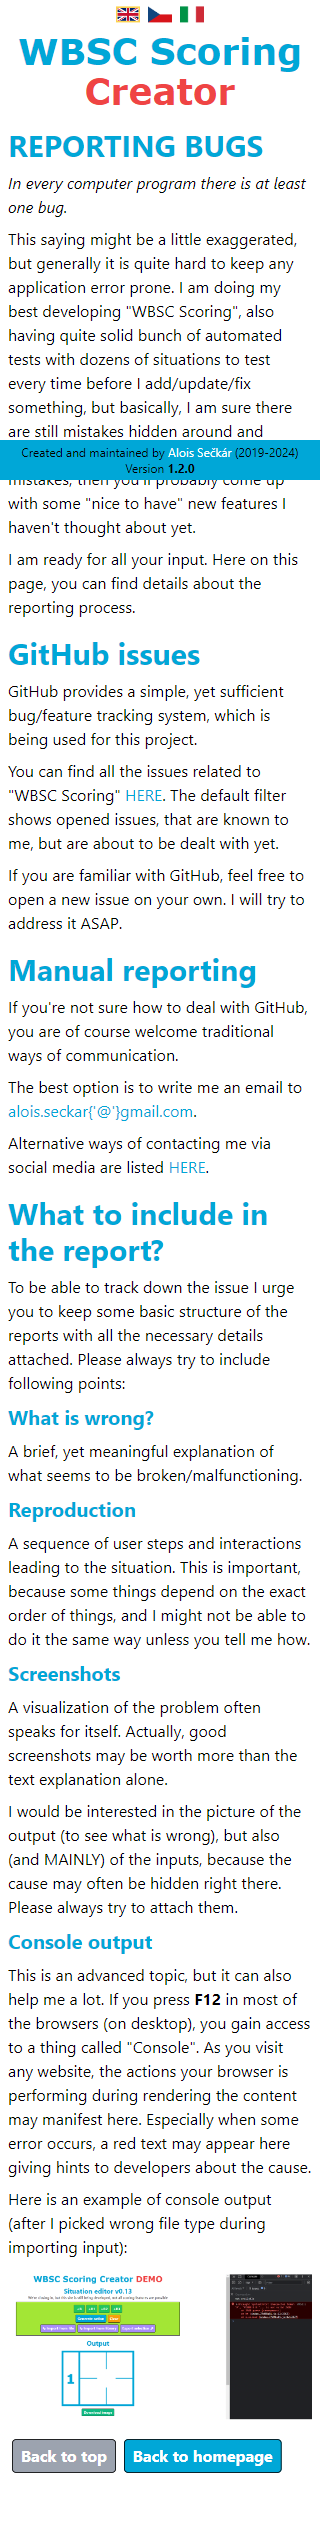 WBSC Scoring
Creator
REPORTING BUGS
In every computer program there is at least
one bug.
This saying might be a little exaggerated,
but generally it is quite hard to keep any
application error prone. I am doing my
best developing "WBSC Scoring", also
having quite solid bunch of automated
tests with dozens of situations to test
every time before I add/update/fix
something, but basically, I am sure there
are still mistakes hidden around and
Created and maintained by Alois Sečkár (2019-2024)
Version 1.2.0
mistakes, then you'll probably come up
with some "nice to have" new features I
haven't thought about yet.
I am ready for all your input. Here on this
page, you can find details about the
reporting process.
GitHub issues
GitHub provides a simple, yet sufficient
bug/feature tracking system, which is
being used for this project.
You can find all the issues related to
"WBSC Scoring" HERE. The default filter
shows opened issues, that are known to
me, but are about to be dealt with yet.
If you are familiar with GitHub, feel free to
open a new issue on your own. I will try to
address it ASAP.
Manual reporting
If you're not sure how to deal with GitHub,
you are of course welcome traditional
ways of communication.
The best option is to write me an email to
alois.seckar{'@'}gmail.com.
Alternative ways of contacting me via
social media are listed HERE.
What to include in
the report?
To be able to track down the issue I urge
you to keep some basic structure of the
reports with all the necessary details
attached. Please always try to include
following points:
What is wrong?
A brief, yet meaningful explanation of
what seems to be broken/malfunctioning.
Reproduction
A sequence of user steps and interactions
leading to the situation. This is important,
because some things depend on the exact
order of things, and I might not be able to
do it the same way unless you tell me how.
Screenshots
A visualization of the problem often
speaks for itself. Actually, good
screenshots may be worth more than the
text explanation alone.
I would be interested in the picture of the
output (to see what is wrong), but also
(and MAINLY) of the inputs, because the
cause may often be hidden right there.
Please always try to attach them.
Console output
This is an advanced topic, but it can also
help me a lot. If you press F12 in most of
the browsers (on desktop), you gain access
to a thing called "Console". As you visit
any website, the actions your browser is
performing during rendering the content
may manifest here. Especially when some
error occurs, a red text may appear here
giving hints to developers about the cause.
Here is an example of console output
(after I picked wrong file type during
importing input):
WBSC Scoring Creator DEMO
Situation editor v0.13
Output
1
Back to top Back to homepage